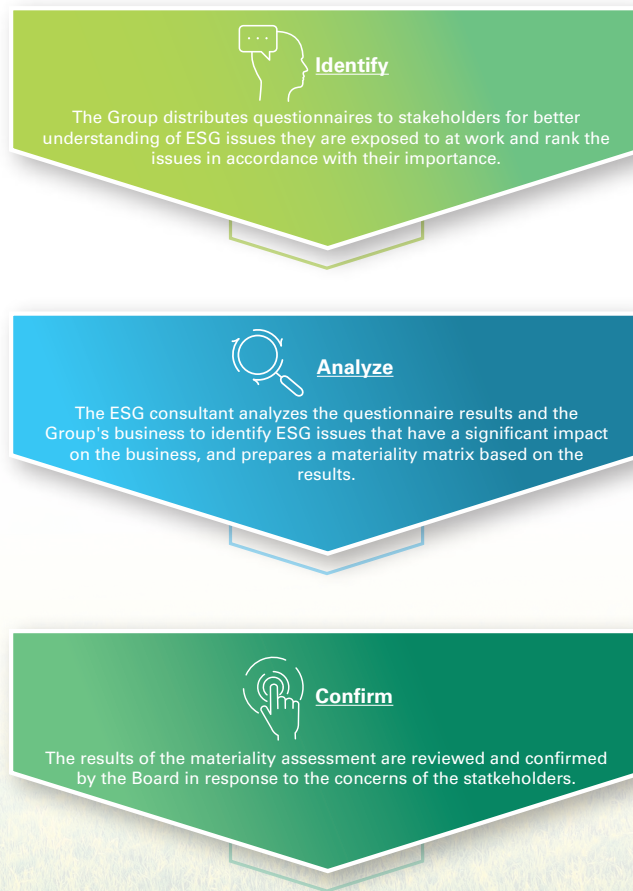 Identify
The Group distributes questionnaires to stakeholders for better
understanding of ESG issues they are exposed to at work and rank the
issues in accordance with their importance.
Analyze
The ESG consultant analyzes the questionnaire results and the
Group's business to identify ESG issues that have a significant impact
on the business, and prepares a materiality matrix based on the
results.
Confirm
The results of the materiality assessment are reviewed and confirmed
by the Board in response to the concerns of the statkeholders.